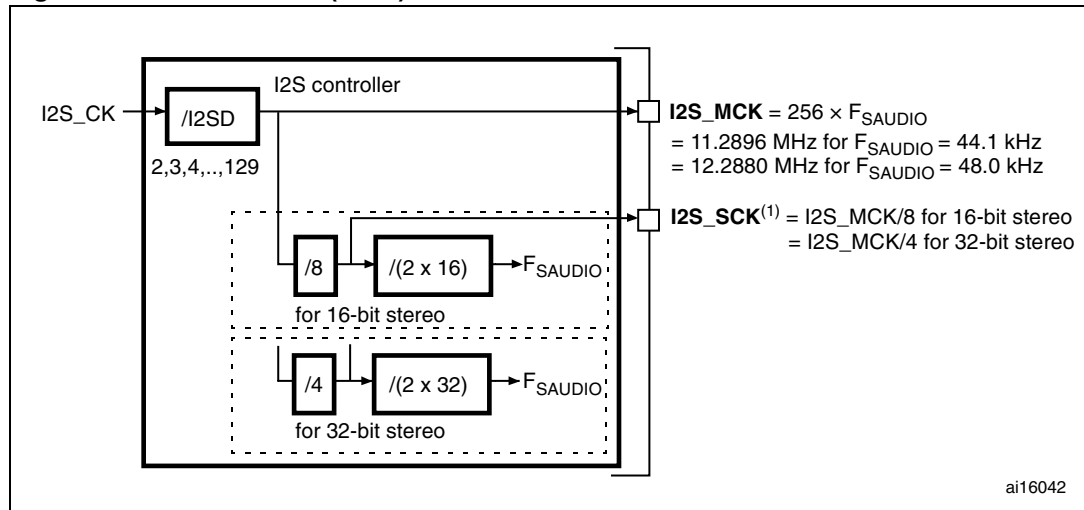 I2S controller
I2S_CK
/I2SD
2,3,4,..,129
I2S_MCK = 256 × FSAUDIO
= 11.2896 MHz for FSAUDIO = 44.1 kHz
= 12.2880 MHz for FSAUDIO = 48.0 kHz
I2S_SCK(1) = I2S_MCK/8 for 16-bit stereo
= I2S_MCK/4 for 32-bit stereo
/8
/(2 x 16)
FSAUDIO
for 16-bit stereo
/4
/(2 x 32)
FSAUDIO
for 32-bit stereo
ai16042